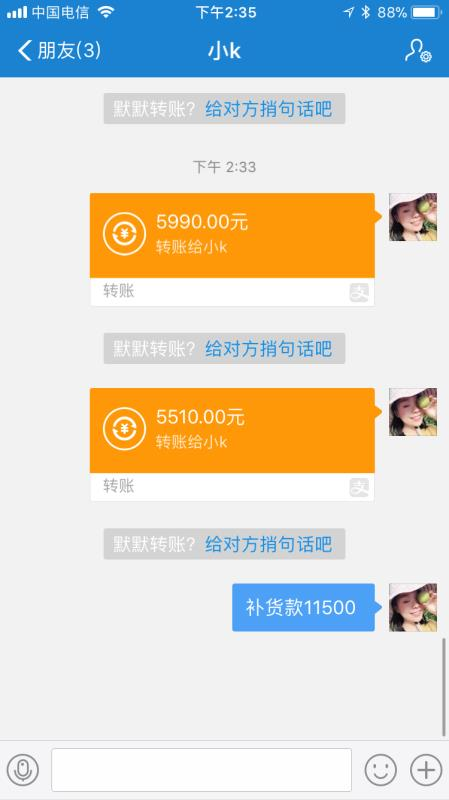 中国电信 下午2:35 88%
朋友(3) 小k
默默转账？给对方捎句话吧
下午 2:33
5990.00元
转账给小k
转账
支
默默转账？给对方捎句话吧
5510.00元
转账给小k
转账
支
默默转账？给对方捎句话吧
补货款11500